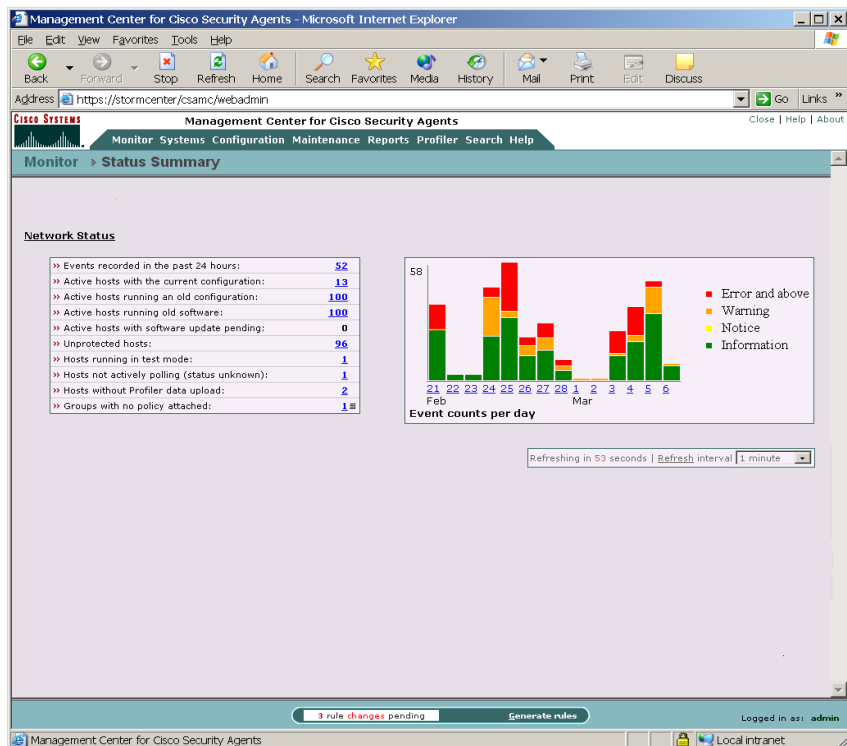 Management Center for Cisco Security Agents - Microsoft Internet Explorer
File Edit View Favorites Tools Help
Back Forward Stop Refresh Home Search Favorites Media History Mail Print Edit Discuss
Address https://stormcenter/csamc/webadmin Go Links »
CISCO SYSTEMS Management Center for Cisco Security Agents Close | Help | About
Monitor Systems Configuration Maintenance Reports Profiler Search Help
Monitor > Status Summary
Network Status
» Events recorded in the past 24 hours: 52
» Active hosts with the current configuration: 13
» Active hosts running an old configuration: 100
» Active hosts running old software: 100
» Active hosts with software update pending: 0
» Unprotected hosts: 96
» Hosts running in test mode: 1
» Hosts not actively polling (status unknown): 1
» Hosts without Profiler data upload: 2
» Groups with no policy attached: 1
58
Error and above
Warning
Notice
Information
21 22 23 24 25 26 27 28 1 2 3 4 5 6
Feb Mar
Event counts per day
Refreshing in 53 seconds | Refresh interval 1 minute
3 rule changes pending Generate rules
Logged in as: admin
Management Center for Cisco Security Agents Local intranet